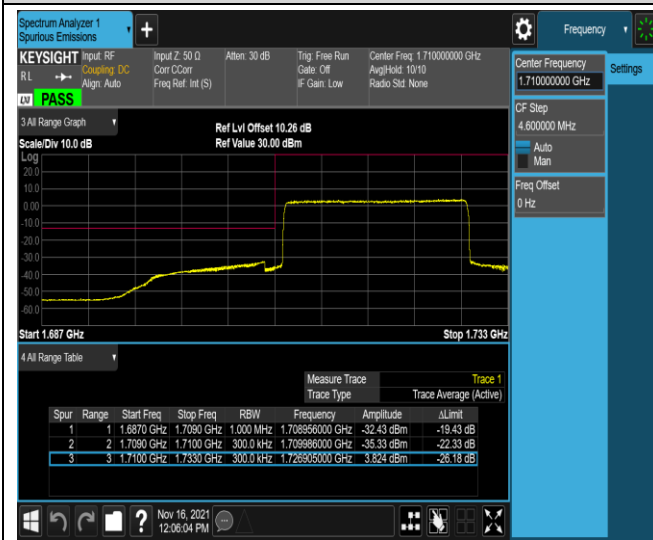 Spectrum Analyzer 1
Spurious Emissions
Frequency
KEYSIGHT Input: RF
Coupling: DC
Align: Auto
RL
LXI PASS
Input Z: 50 Ω
Corr CCorr
Freq Ref: Int (S)
Atten: 30 dB
Trig: Free Run
Gate: Off
IF Gain: Low
Center Freq: 1.710000000 GHz
Avg|Hold: 10/10
Radio Std: None
Center Frequency
1.710000000 GHz
Settings
CF Step
4.600000 MHz
Auto
Man
Freq Offset
0 Hz
3 All Range Graph
Scale/Div 10.0 dB
Ref Lvl Offset 10.26 dB
Ref Value 30.00 dBm
Log
20.0
10.0
0.00
-10.0
-20.0
-30.0
-40.0
-50.0
-60.0
Start 1.687 GHz
Stop 1.733 GHz
4 All Range Table
Measure Trace Trace 1
Trace Type Trace Average (Active)
Spur Range Start Freq Stop Freq RBW Frequency Amplitude ΔLimit
1 1 1.6870 GHz 1.7090 GHz 1.000 MHz 1.708956000 GHz -32.43 dBm -19.43 dB
2 2 1.7090 GHz 1.7100 GHz 300.0 kHz 1.709986000 GHz -35.33 dBm -22.33 dB
3 3 1.7100 GHz 1.7330 GHz 300.0 kHz 1.726905000 GHz 3.824 dBm -26.18 dB
Nov 16, 2021
12:06:04 PM